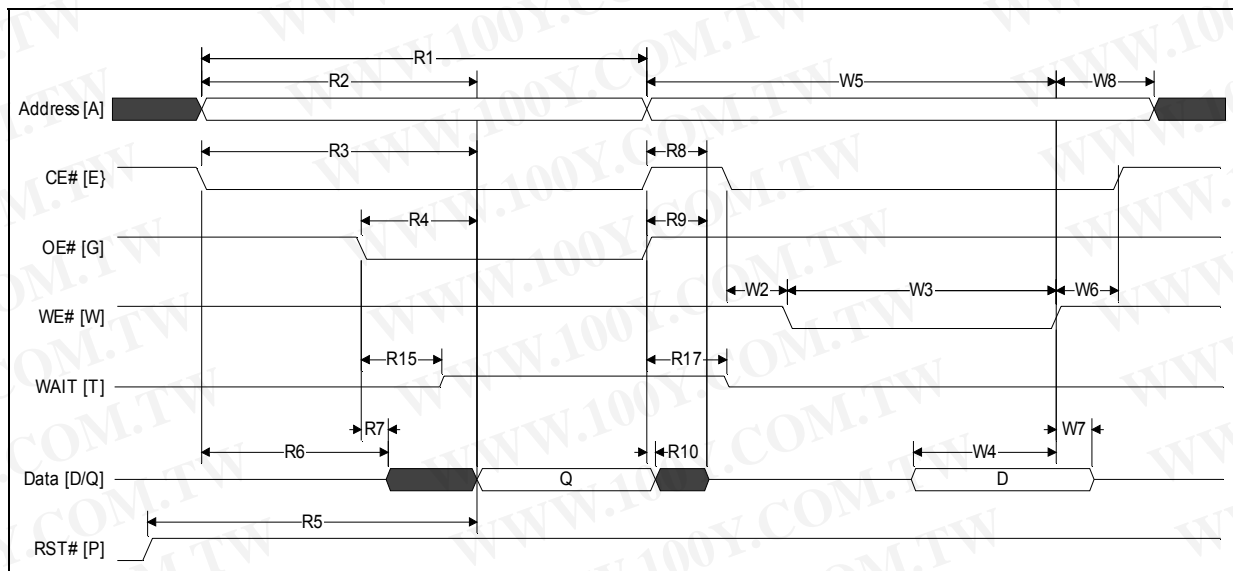 R1
R2
W5
W8
Address [A]
R3
R8
CE# [E}
R4
R9
OE# [G]
W2
W3
W6
WE# [W]
R15
R17
WAIT [T]
R7
R6
R10
W4
W7
Data [D/Q]
Q
D
R5
RST# [P]
WWW.100Y.COM.TW